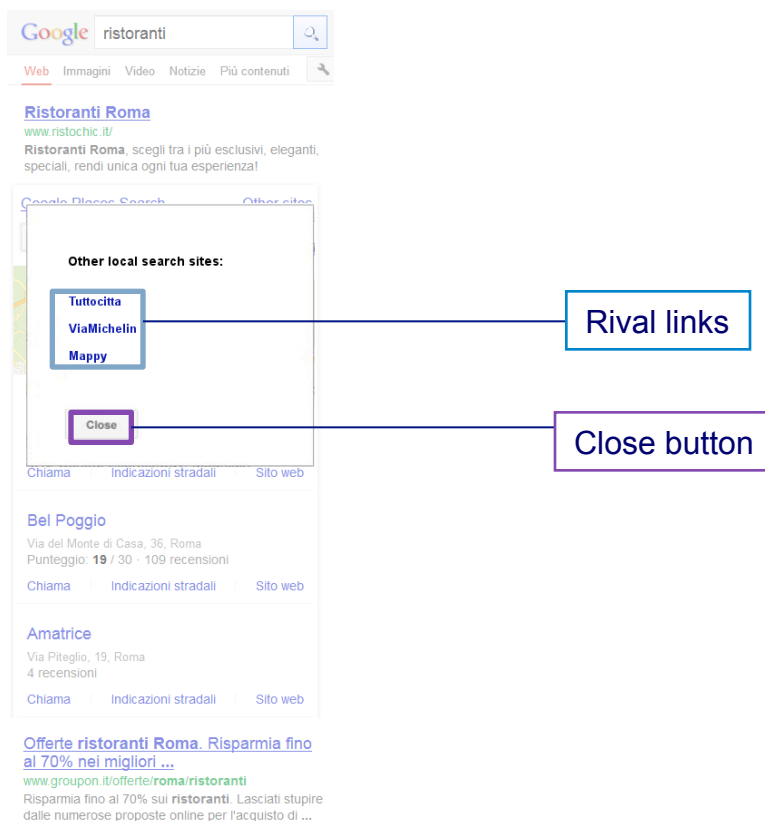 Google ristoranti
Web Immagini Video Notizie Più contenuti
Ristoranti Roma
www.ristochic.it/
Ristoranti Roma, scegli tra i più esclusivi, eleganti,
speciali, rendi unica ogni tua esperienza!
Google Places Search Other sites
Other local search sites:
Tuttocitta
ViaMichelin
Mappy
Close
Rival links
Close button
Chiama Indicazioni stradali Sito web
Bel Poggio
Via del Monte di Casa, 36, Roma
Punteggio: 19 / 30 · 109 recensioni
Chiama Indicazioni stradali Sito web
Amatrice
Via Piteglio, 19, Roma
4 recensioni
Chiama Indicazioni stradali Sito web
Offerte ristoranti Roma. Risparmia fino
al 70% nei migliori ...
www.groupon.it/offerte/roma/ristoranti
Risparmia fino al 70% sui ristoranti. Lasciati stupire
dalle numerose proposte online per l'acquisto di ...